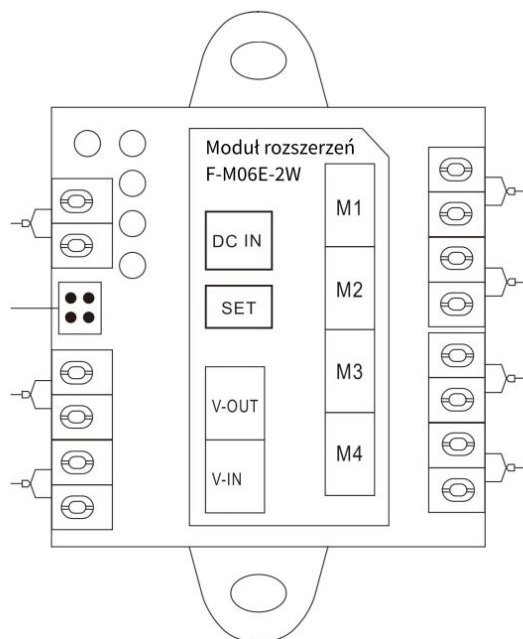 Moduł rozszerzeń
F-M06E-2W
M1
DC IN
M2
SET
M3
V-OUT
M4
V-IN